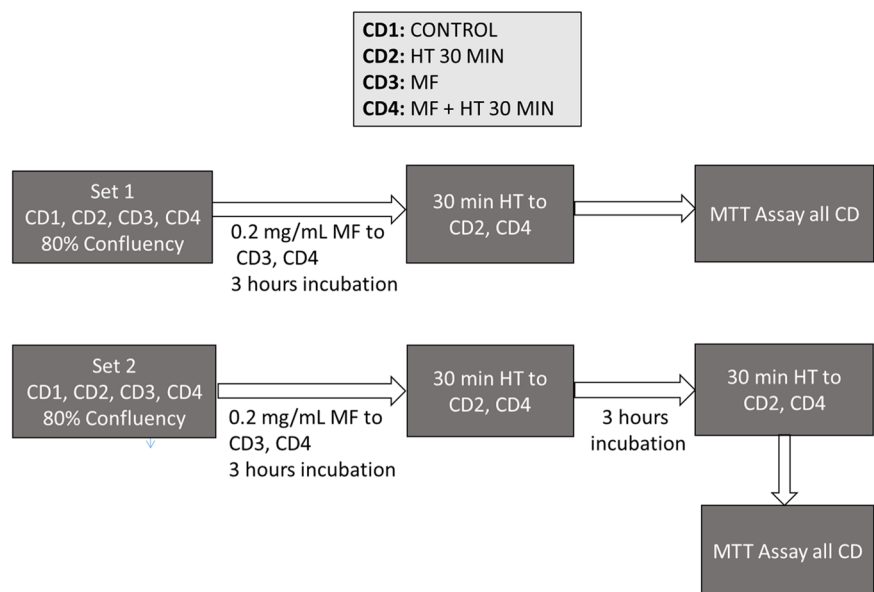 CD1: CONTROL
CD2: HT 30 MIN
CD3: MF
CD4: MF + HT 30 MIN
Set 1
CD1, CD2, CD3, CD4
80% Confluency
0.2 mg/mL MF to
CD3, CD4
3 hours incubation
30 min HT to
CD2, CD4
MTT Assay all CD
Set 2
CD1, CD2, CD3, CD4
80% Confluency
0.2 mg/mL MF to
CD3, CD4
3 hours incubation
30 min HT to
CD2, CD4
3 hours
incubation
30 min HT to
CD2, CD4
MTT Assay all CD